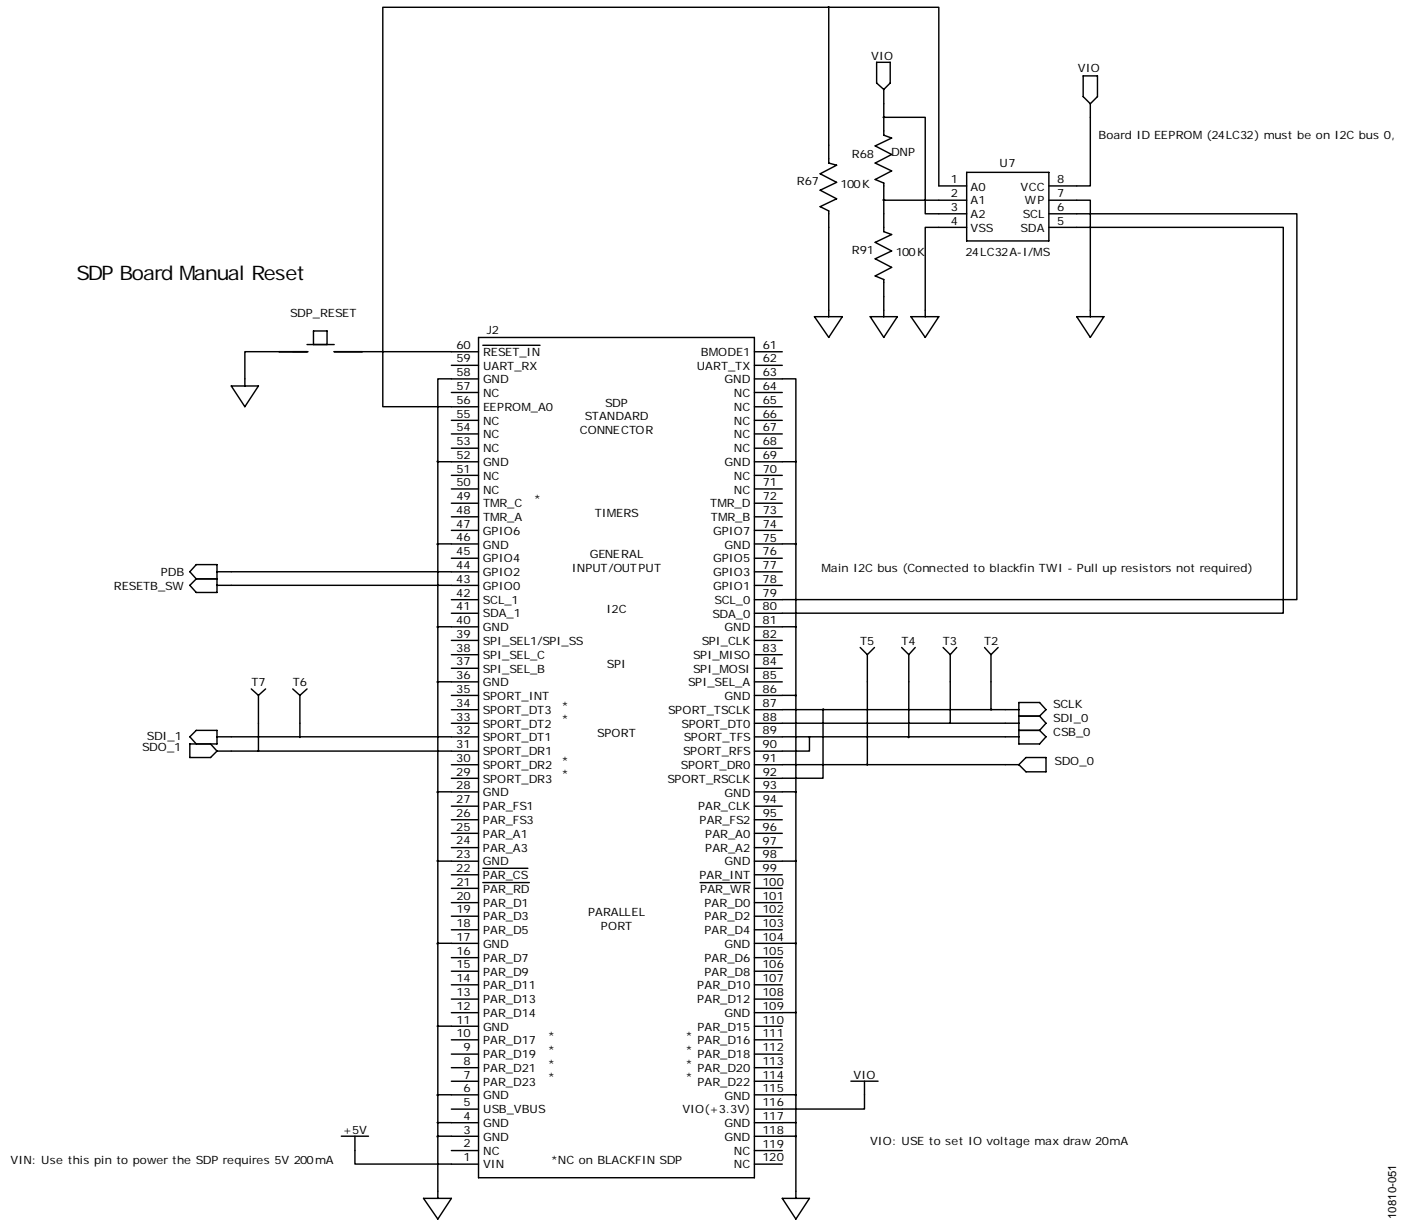 VIO
VIO
Board ID EEPROM (24LC32) must be on I2C bus 0,
R68 DNP
U7
R67 100K
1 A0 VCC 8
2 A1 WP 7
3 A2 SCL 6
4 VSS SDA 5
R91 100K
24LC32A-I/MS
SDP Board Manual Reset
SDP_RESET
J2
60 RESET_IN BMODE1 61
59 UART_RX UART_TX 62
58 GND GND 63
57 NC NC 64
56 EEPROM_A0 SDP NC 65
55 NC STANDARD NC 66
54 NC CONNECTOR NC 67
53 NC NC 68
52 GND GND 69
51 NC NC 70
50 NC NC 71
49 TMR_C * TMR_D 72
48 TMR_A TIMERS TMR_B 73
47 GPIO6 GPIO7 74
46 GND GND 75
45 GPIO4 GENERAL GPIO5 76
PDB 44 GPIO2 INPUT/OUTPUT GPIO3 77
Main I2C bus (Connected to blackfin TWI - Pull up resistors not required)
RESETB_SW 43 GPIO0 GPIO1 78
42 SCL_1 SCL_0 79
41 SDA_1 I2C SDA_0 80
40 GND GND 81
39 SPI_SEL1/SPI_SS SPI_CLK 82
T5 T4 T3 T2
38 SPI_SEL_C SPI_MISO 83
37 SPI_SEL_B SPI SPI_MOSI 84
36 GND SPI_SEL_A 85
T7 T6
35 SPORT_INT GND 86
34 SPORT_DT3 * SPORT_TSCLK 87 SCLK
33 SPORT_DT2 * SPORT_DT0 88 SDI_0
SDI_1 32 SPORT_DT1 SPORT SPORT_TFS 89 CSB_0
SDO_1 31 SPORT_DR1 SPORT_RFS 90
30 SPORT_DR2 * SPORT_DR0 91 SDO_0
29 SPORT_DR3 * SPORT_RSCLK 92
28 GND GND 93
27 PAR_FS1 PAR_CLK 94
26 PAR_FS3 PAR_FS2 95
25 PAR_A1 PAR_A0 96
24 PAR_A3 PAR_A2 97
23 GND GND 98
22 PAR_CS PAR_INT 99
21 PAR_RD PAR_WR 100
20 PAR_D1 PAR_D0 101
19 PAR_D3 PARALLEL PAR_D2 102
18 PAR_D5 PORT PAR_D4 103
17 GND GND 104
16 PAR_D7 PAR_D6 105
15 PAR_D9 PAR_D8 106
14 PAR_D11 PAR_D10 107
13 PAR_D13 PAR_D12 108
12 PAR_D14 GND 109
11 GND PAR_D15 110
10 PAR_D17 * * PAR_D16 111
9 PAR_D19 * * PAR_D18 112
8 PAR_D21 * * PAR_D20 113
7 PAR_D23 * * PAR_D22 114
VIO
6 GND GND 115
5 USB_VBUS VIO(+3.3V) 116
4 GND GND 117
+5V
3 GND GND 118
VIO: USE to set IO voltage max draw 20mA
2 NC NC 119
VIN: Use this pin to power the SDP requires 5V 200mA
1 VIN *NC on BLACKFIN SDP NC 120
10810-051